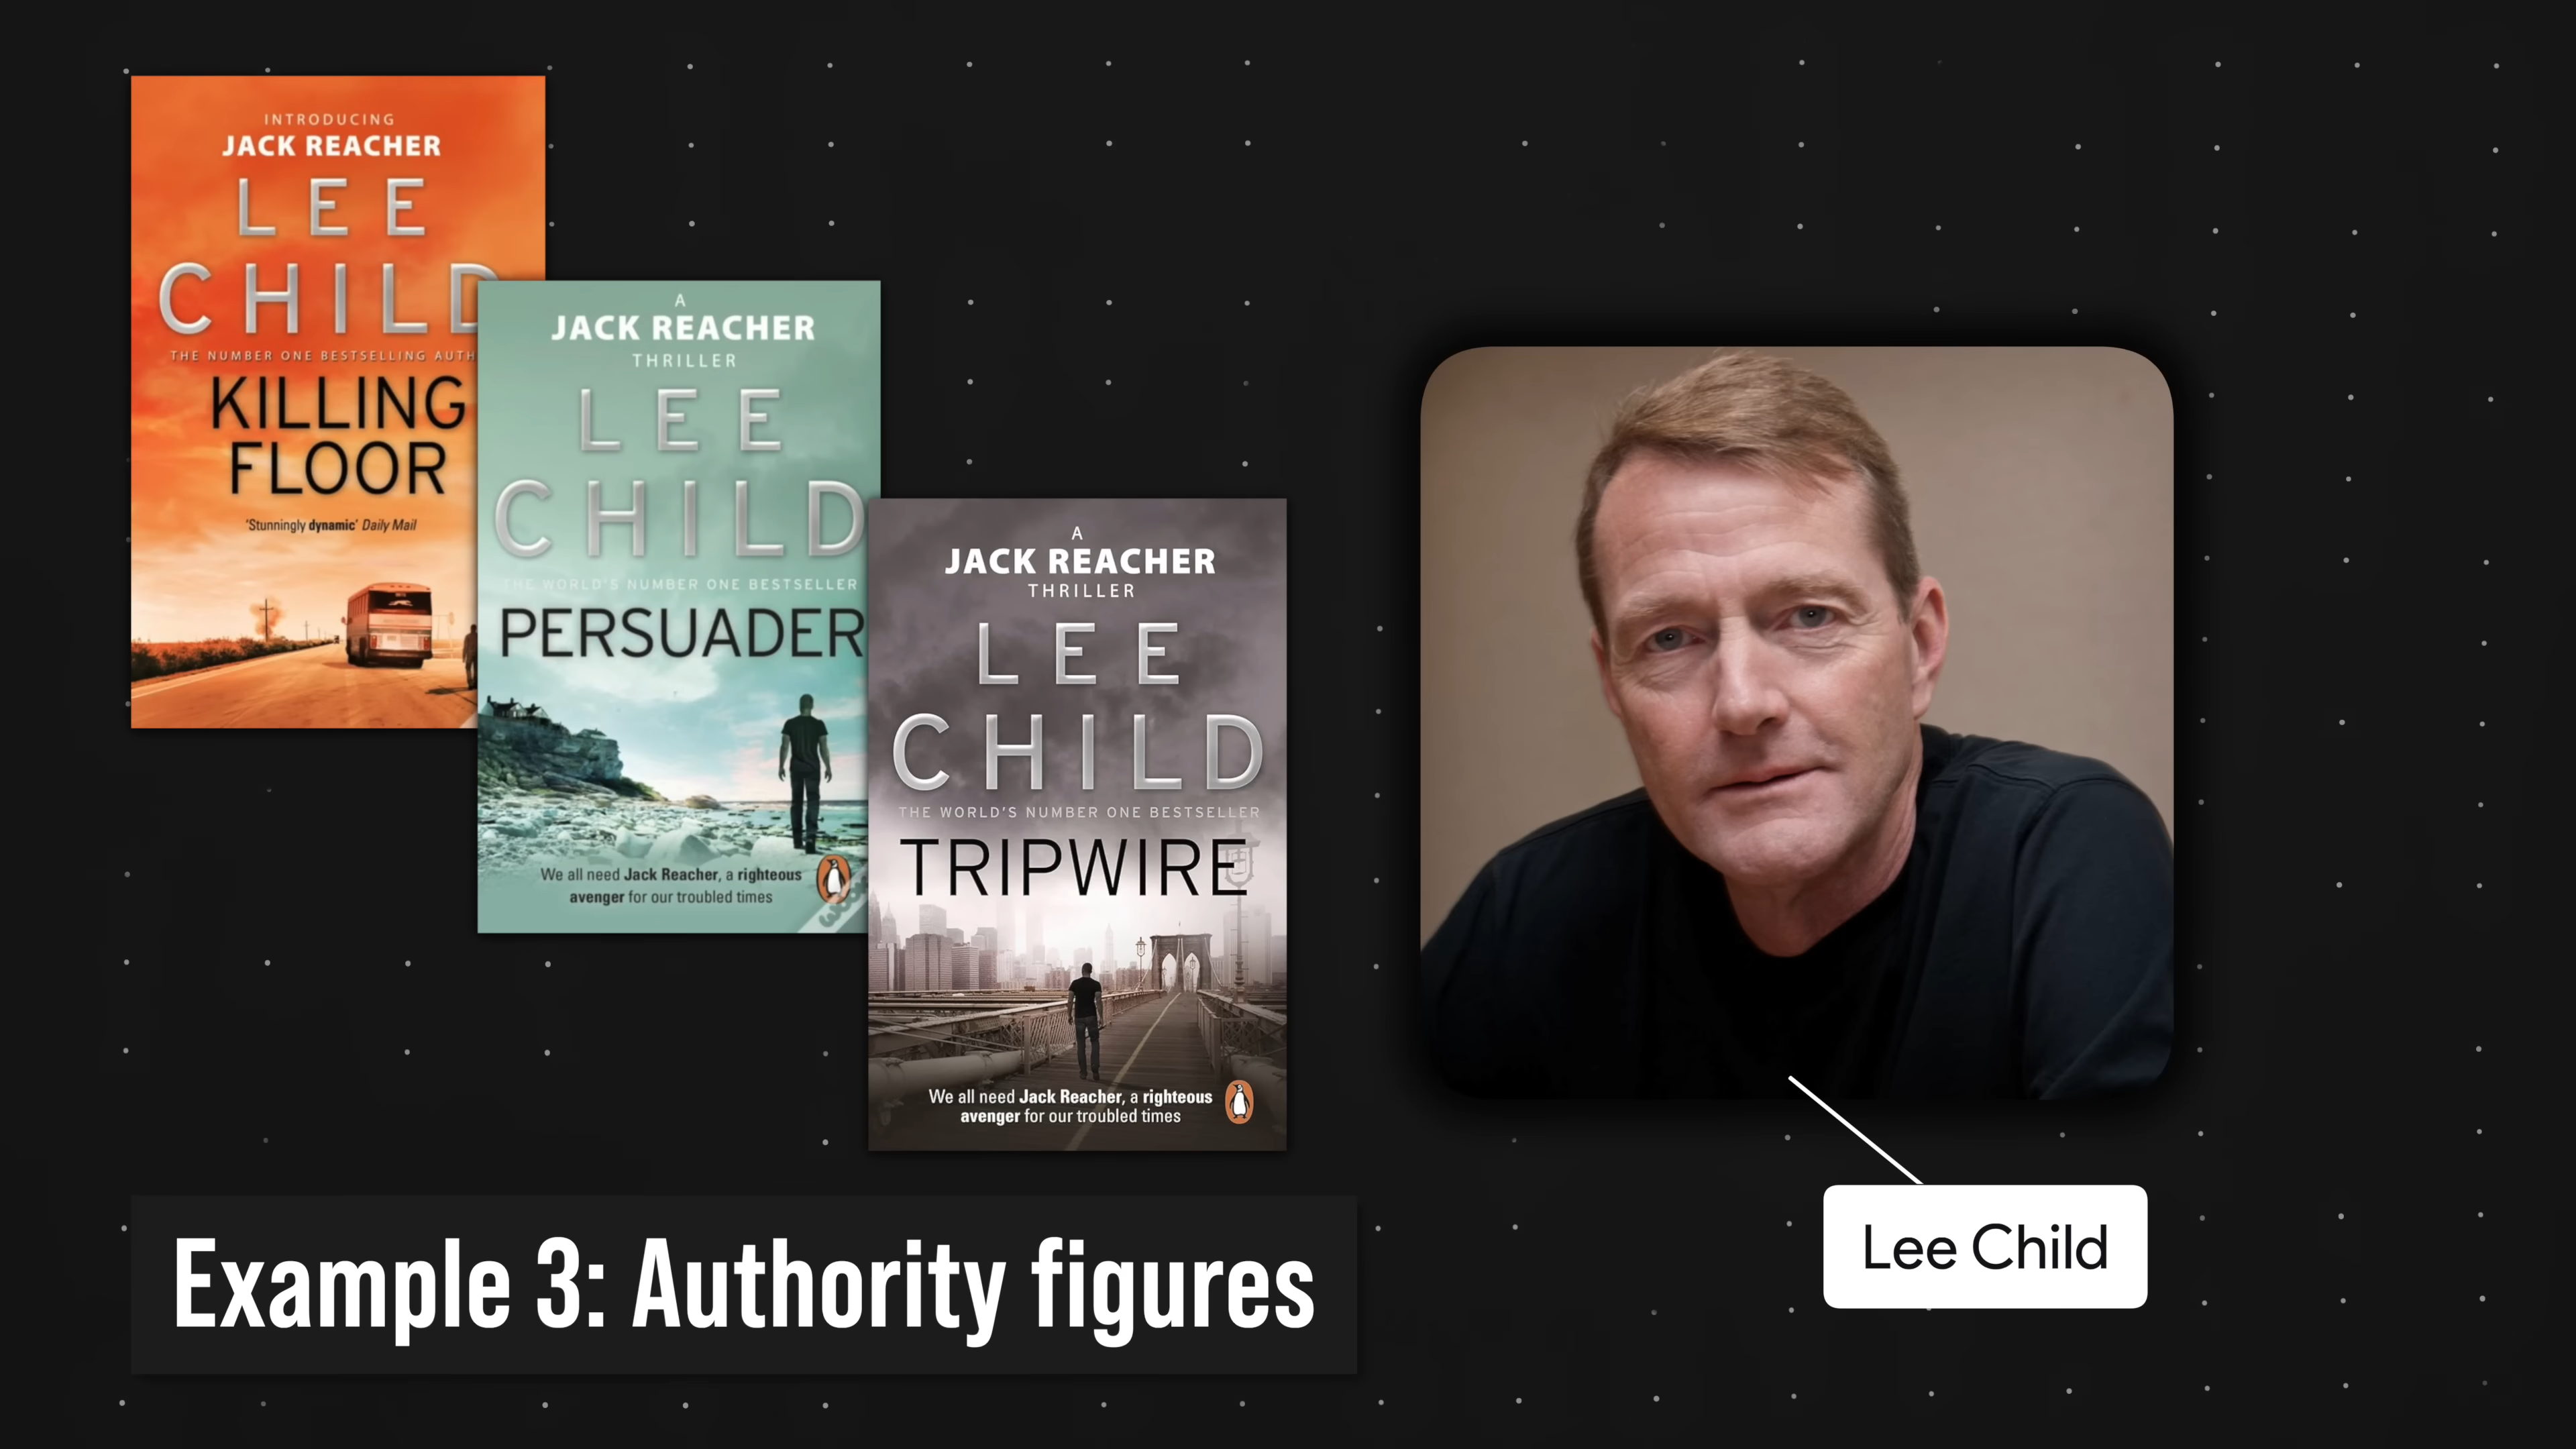 INTRODUCING
JACK REACHER
LEE
CHILD
THE NUMBER ONE BESTSELLING
KILLING
FLOOR
'Stunningly dynamic' Daily Mail
A
JACK REACHER
THRILLER
LEE
CHILD
THE WORLD'S NUMBER ONE BESTSELLER
PERSUADER
We all need Jack Reacher, a righteous
avenger for our troubled times
A
JACK REACHER
THRILLER
LEE
CHILD
THE WORLD'S NUMBER ONE BESTSELLER
TRIPWIRE
We all need Jack Reacher, a righteous
avenger for our troubled times
Lee Child
Example 3: Authority figures